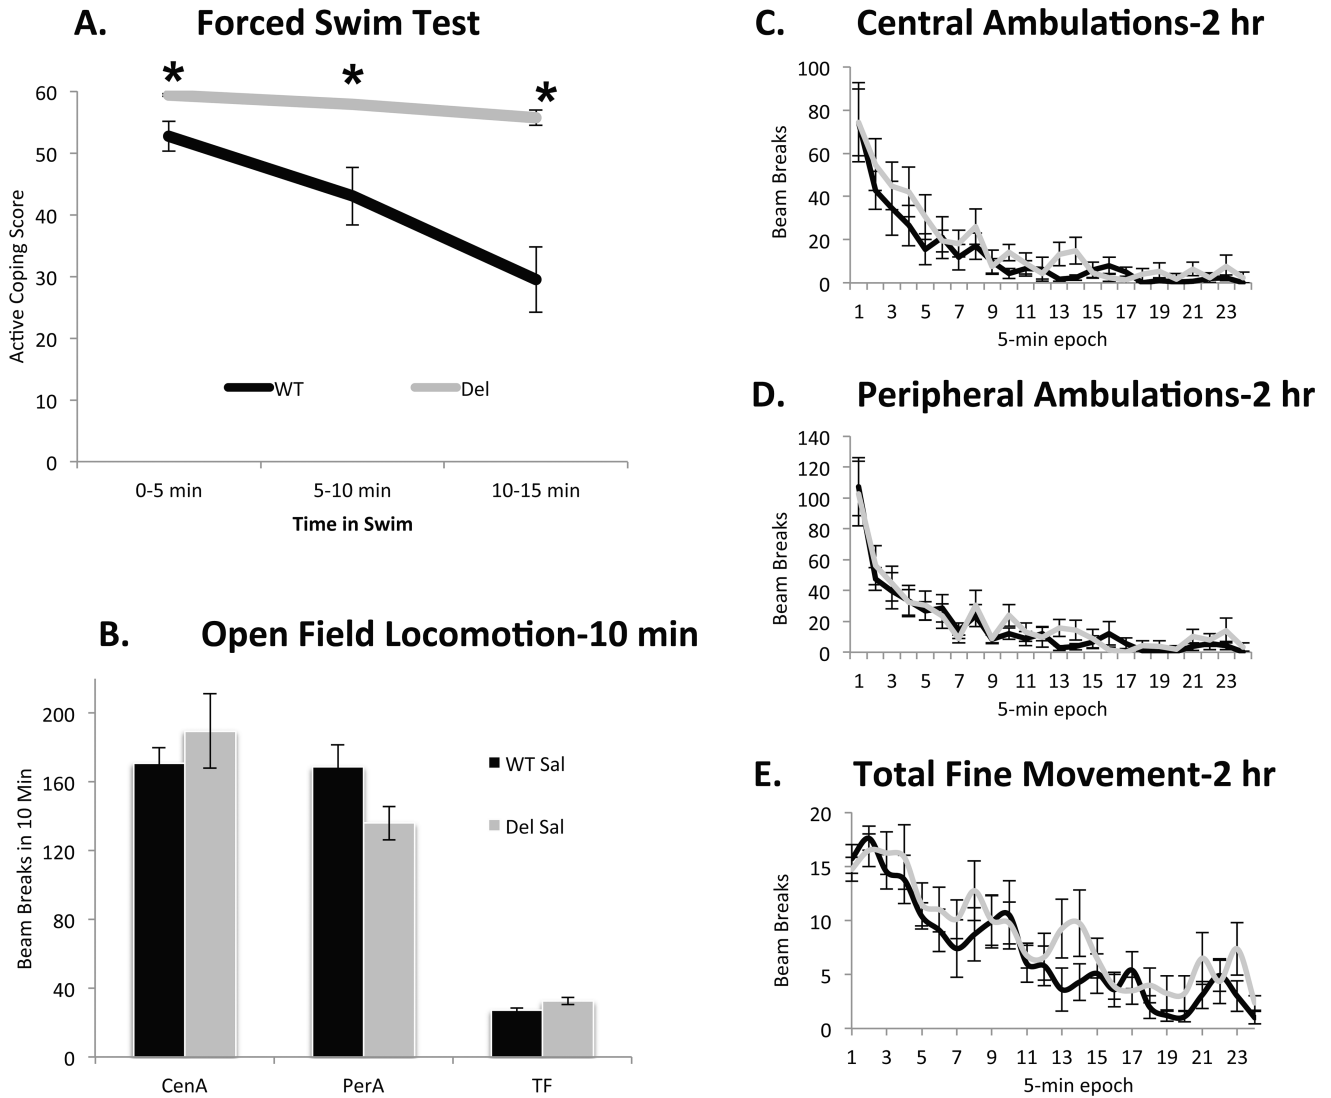 A. Forced Swim Test
* * *
Active Coping Score
60
50
40
30
20
10
0
WT Del
0-5 min 5-10 min 10-15 min
Time in Swim
B. Open Field Locomotion-10 min
Beam Breaks in 10 Min
200
160
120
80
40
0
WT Sal
Del Sal
CenA PerA TF
C. Central Ambulations-2 hr
Beam Breaks
100
80
60
40
20
0
1 3 5 7 9 11 13 15 17 19 21 23
5-min epoch
D. Peripheral Ambulations-2 hr
Beam Breaks
140
120
100
80
60
40
20
0
1 3 5 7 9 11 13 15 17 19 21 23
5-min epoch
E. Total Fine Movement-2 hr
Beam Breaks
20
15
10
5
0
1 3 5 7 9 11 13 15 17 19 21 23
5-min epoch